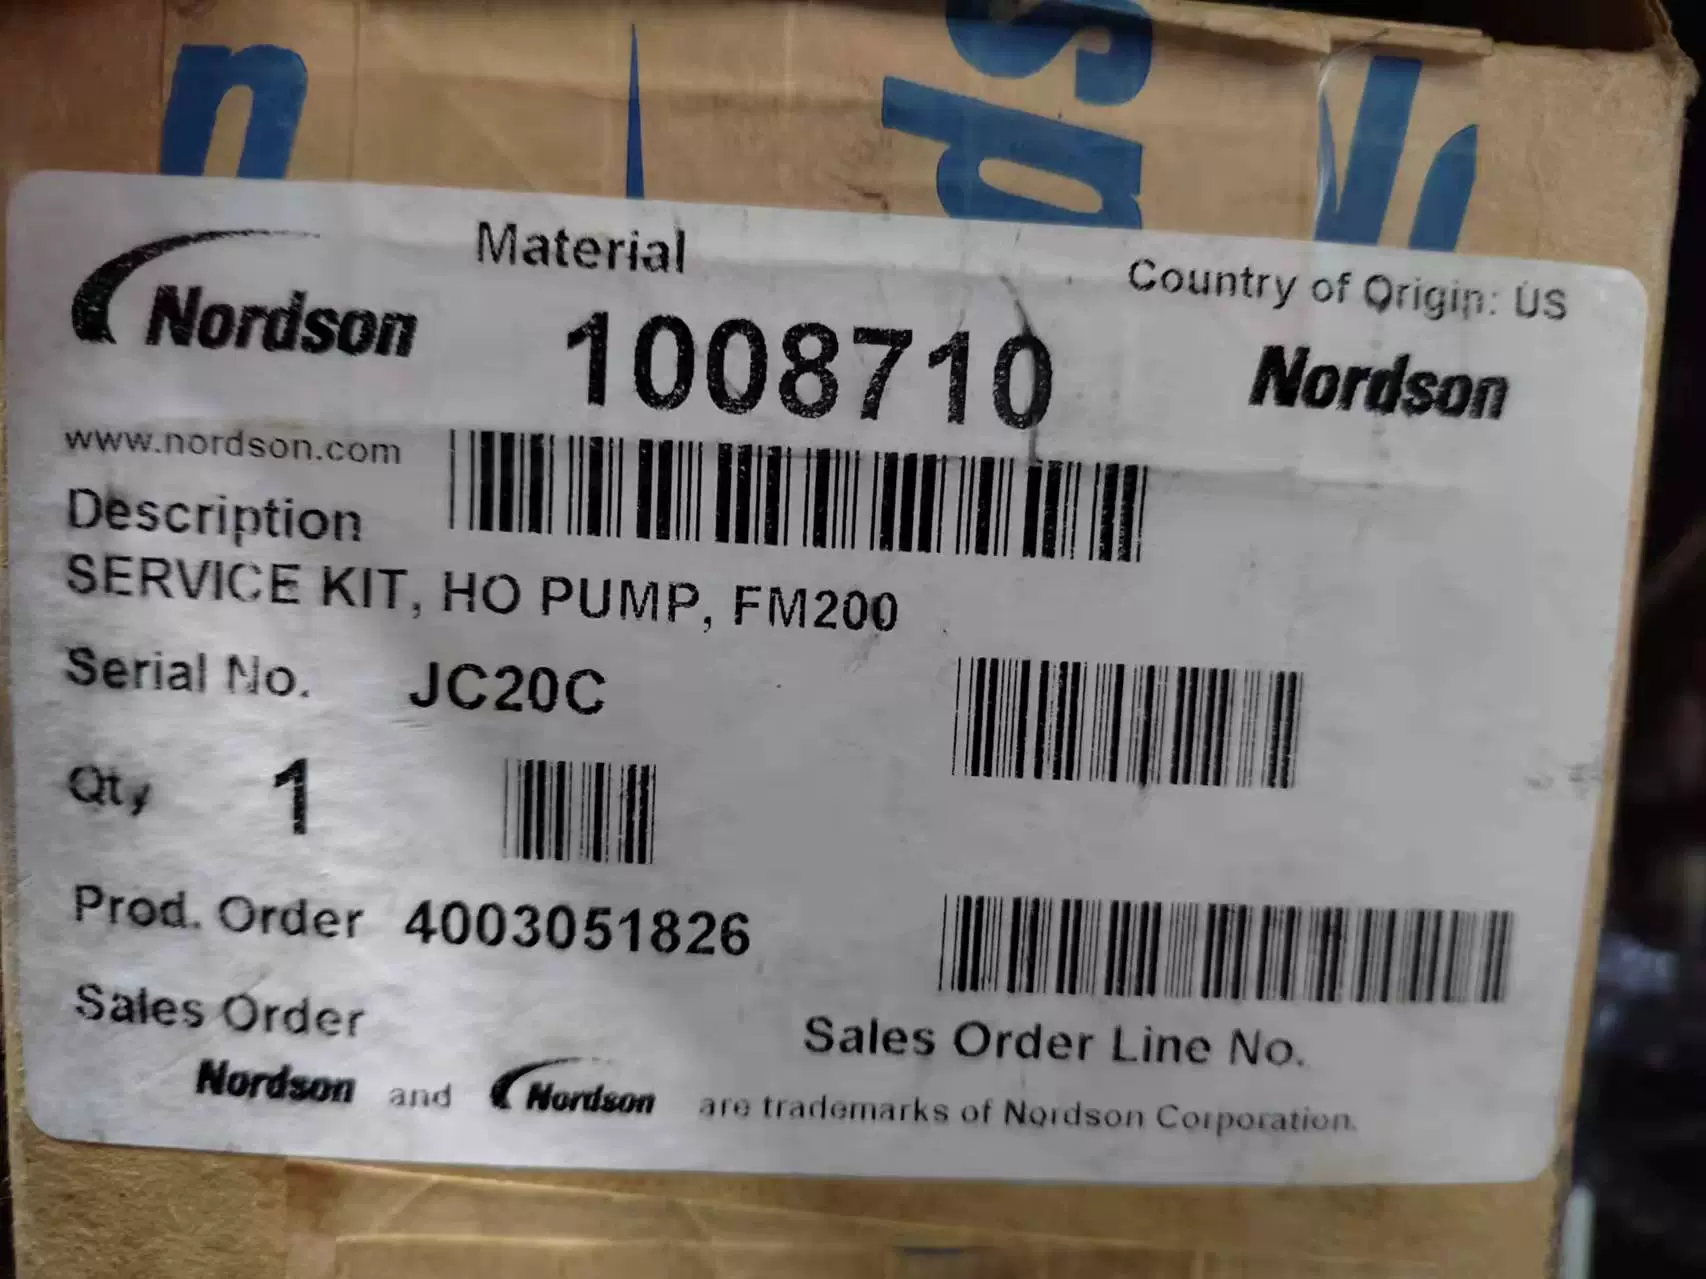 Nordson
Material
Country of Origin: US
1008710
Nordson
www.nordson.com
Description
SERVICE KIT, HO PUMP, FM200
Serial No. JC20C
Qty 1
Prod. Order 4003051826
Sales Order
Sales Order Line No.
Nordson and Nordson are trademarks of Nordson Corporation.